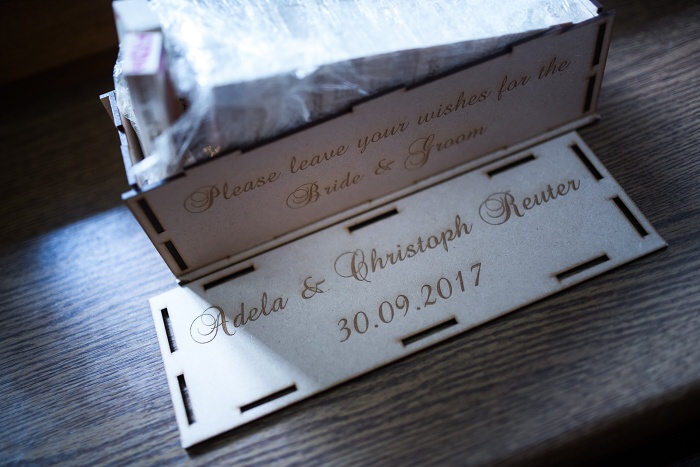 Please leave your wishes for the
Bride & Groom
Adela & Christoph Reuter
30.09.2017